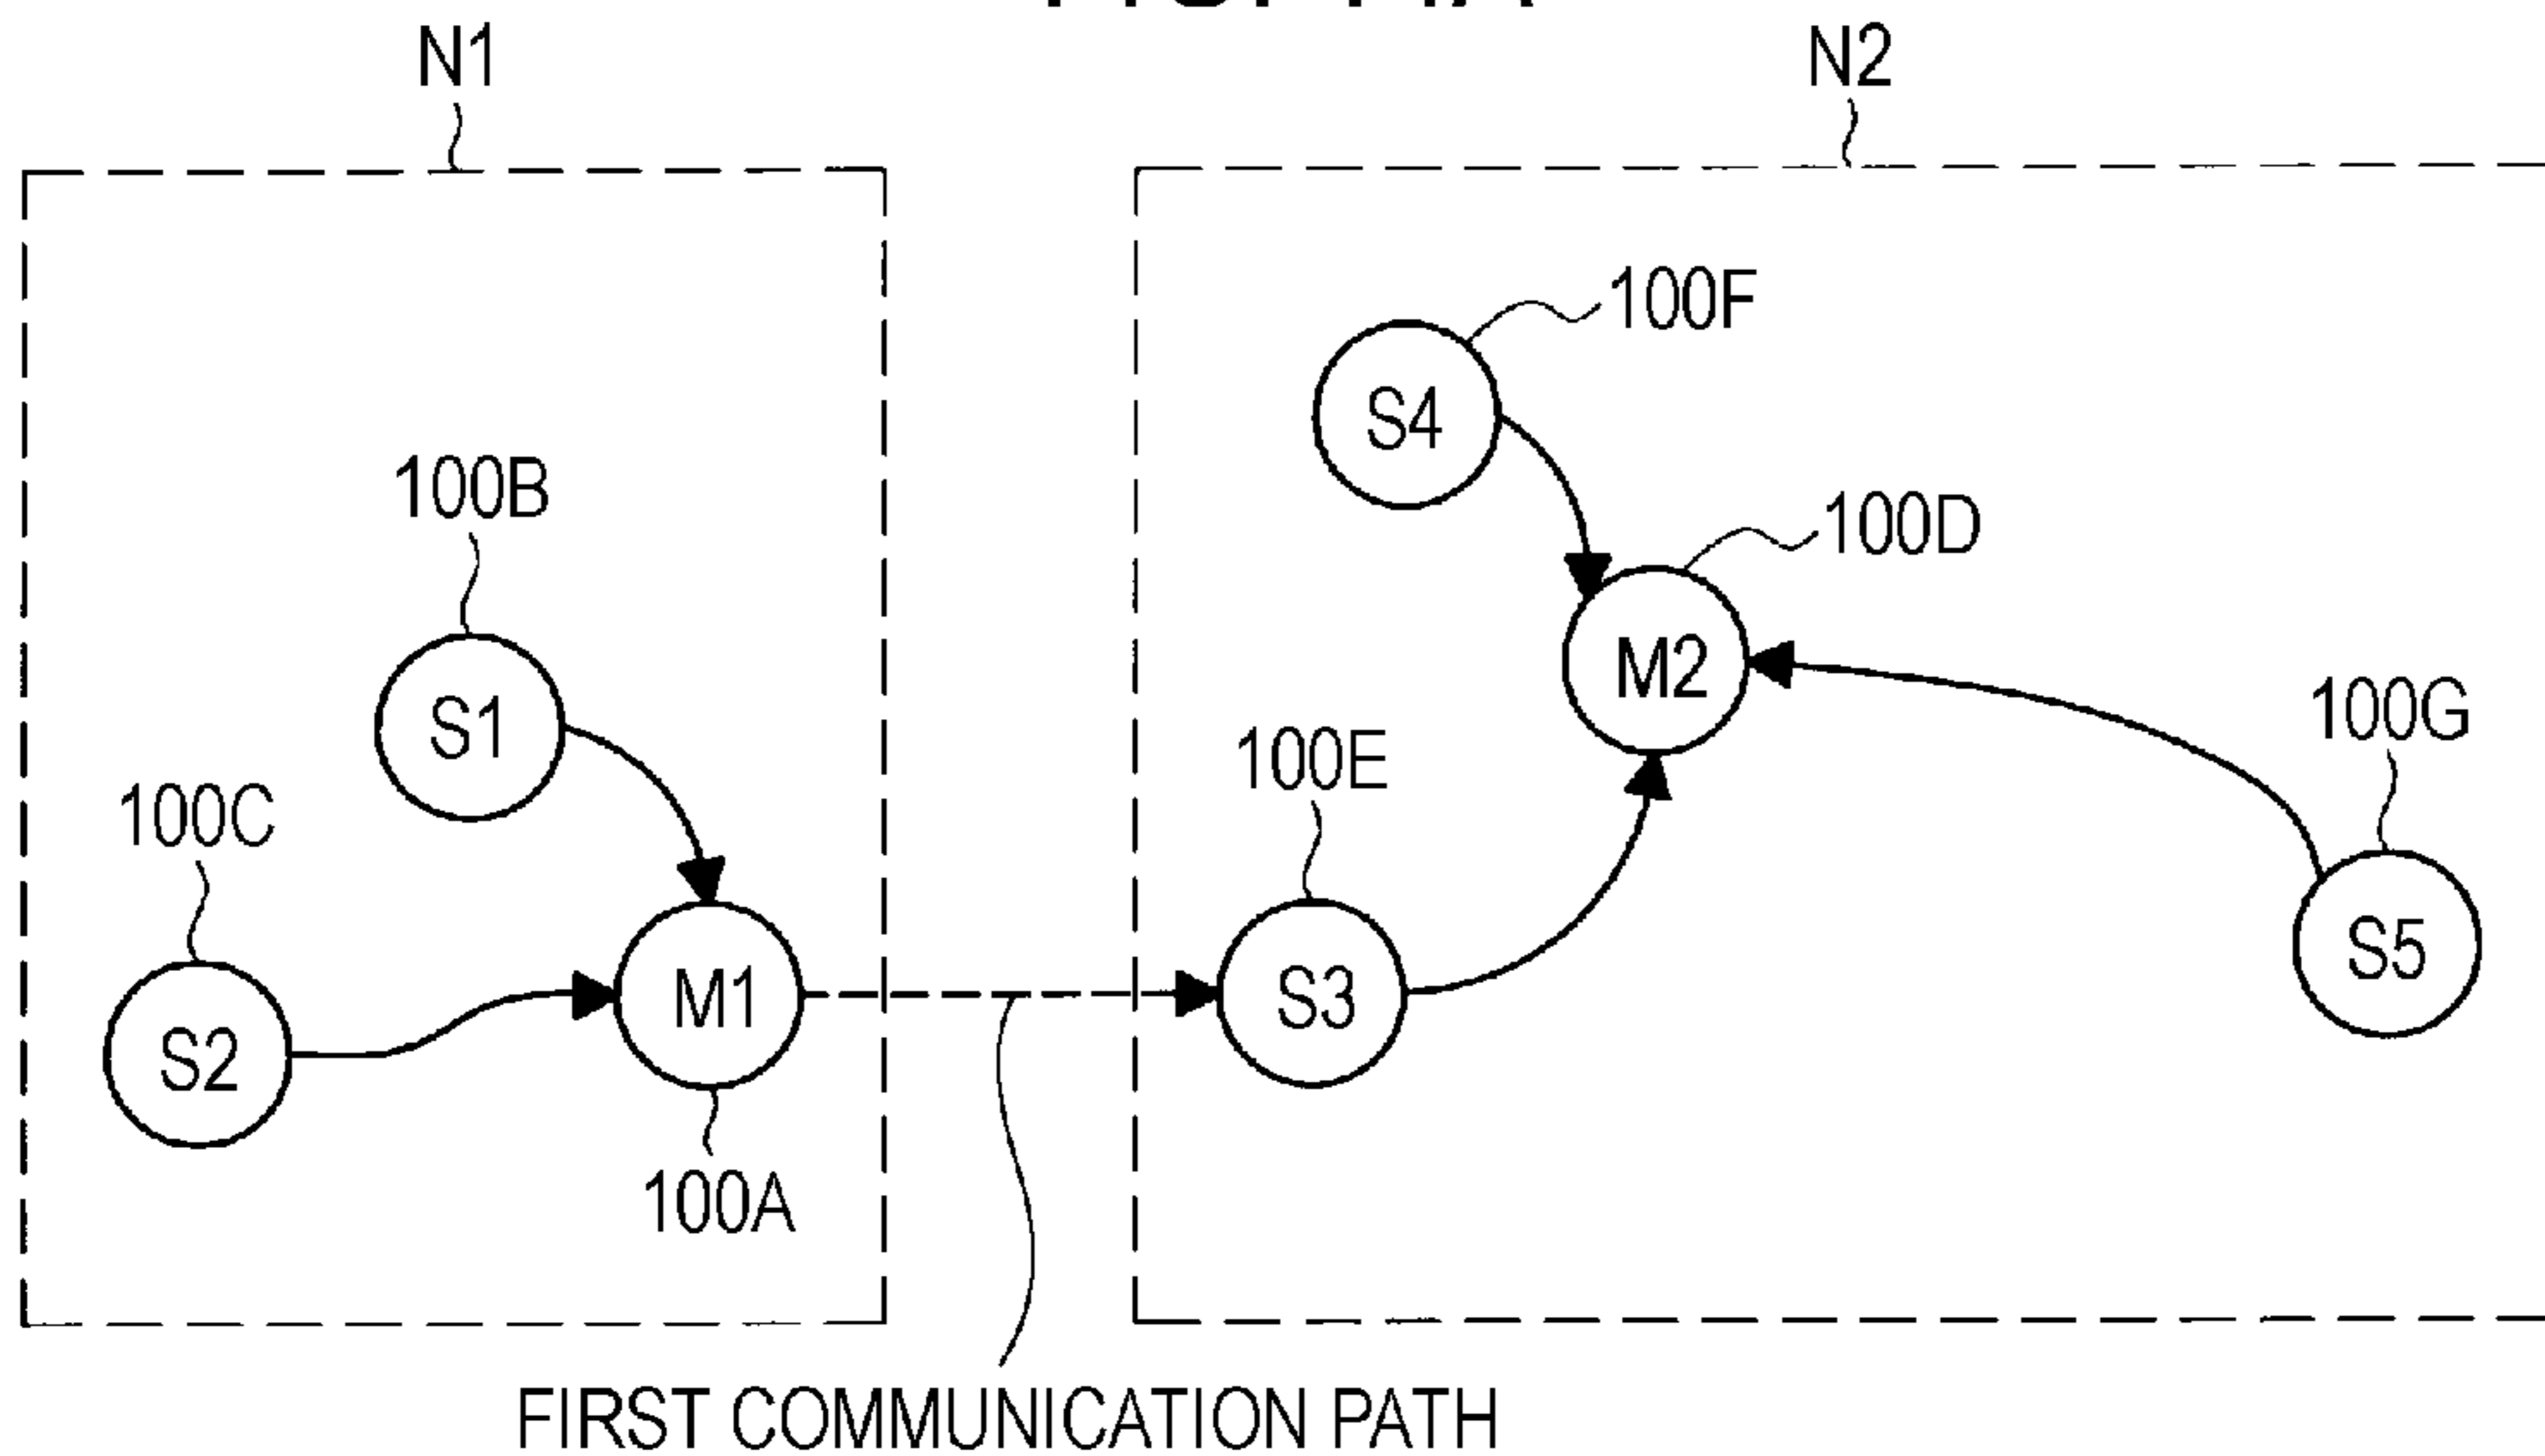 N1
N2
100F
S4
100B
100D
M2
S1
100G
100E
100C
S5
M1
S3
S2
100A
FIRST COMMUNICATION PATH